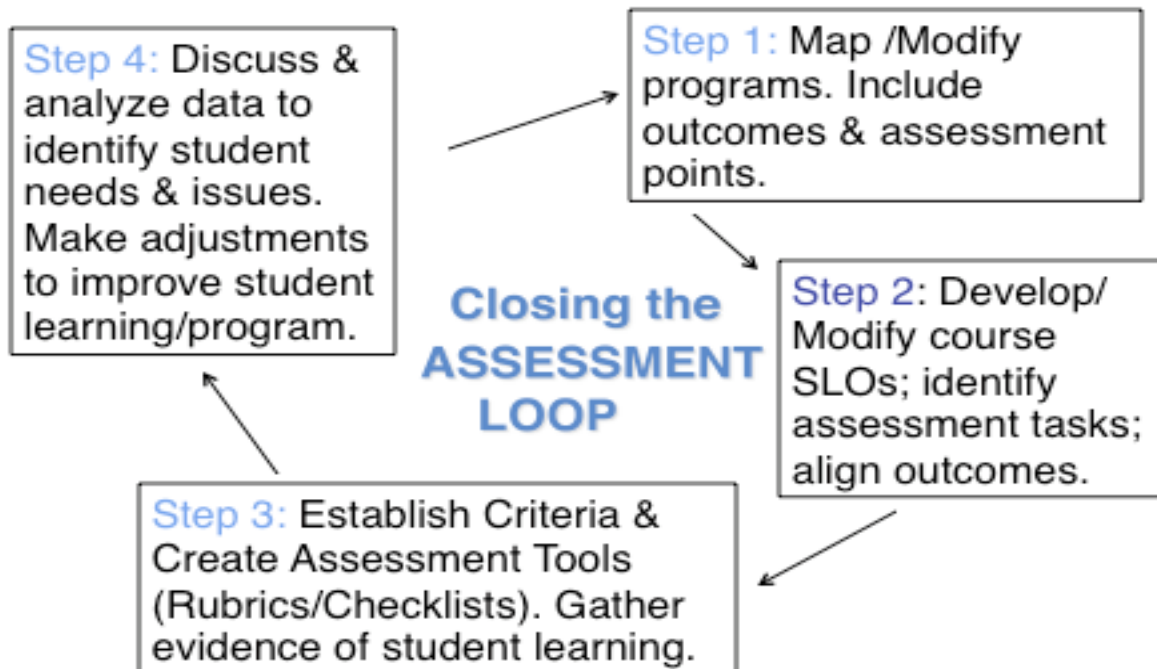 Step 4: Discuss &
analyze data to
identify student
needs & issues.
Make adjustments
to improve student
learning/program.
Step 1: Map /Modify
programs. Include
outcomes & assessment
points.
Closing the
ASSESSMENT
LOOP
Step 2: Develop/
Modify course
SLOs; identify
assessment tasks;
align outcomes.
Step 3: Establish Criteria &
Create Assessment Tools
(Rubrics/Checklists). Gather
evidence of student learning.